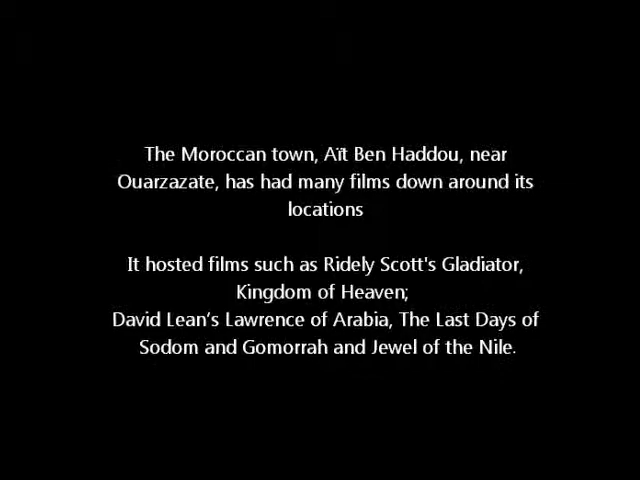 The Moroccan town, Aït Ben Haddou, near
Ouarzazate, has had many films down around its
locations
It hosted films such as Ridely Scott's Gladiator,
Kingdom of Heaven;
David Lean’s Lawrence of Arabia, The Last Days of
Sodom and Gomorrah and Jewel of the Nile.